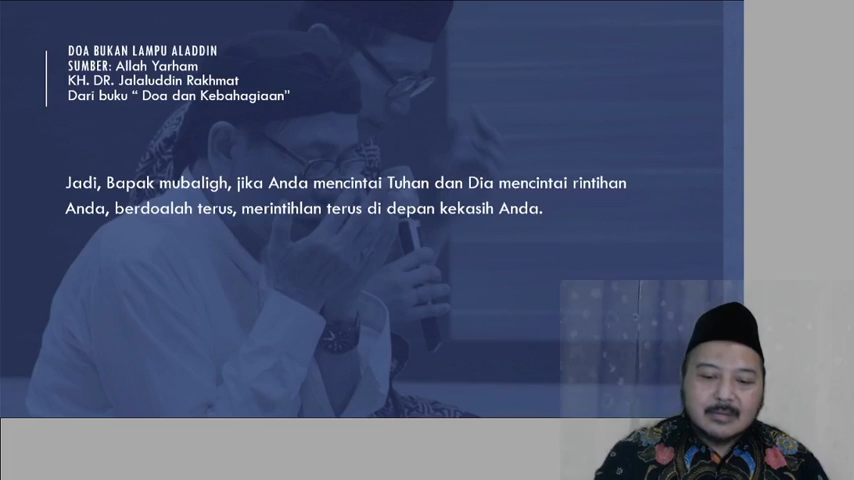 DOA BUKAN LAMPU ALADDIN
SUMBER: Allah Yarham
KH. DR. Jalaluddin Rakhmat
Dari buku “ Doa dan Kebahagiaan”
Jadi, Bapak mubaligh, jika Anda mencintai Tuhan dan Dia mencintai rintihan
Anda, berdoalah terus, merintihlan terus di depan kekasih Anda.